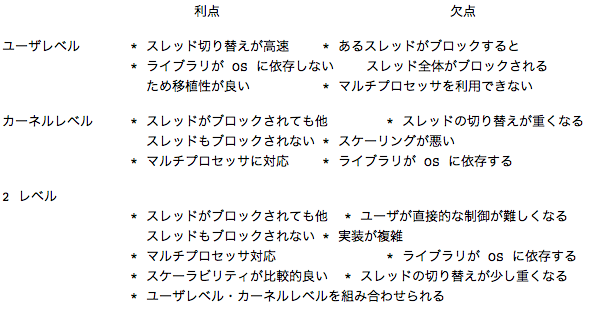 利点 欠点
ユーザレベル * スレッド切り替えが高速 * あるスレッドがブロックすると
* ライブラリが OS に依存しない スレッド全体がブロックされる
ため移植性が良い * マルチプロセッサを利用できない
カーネルレベル * スレッドがブロックされても他 * スレッドの切り替えが重くなる
スレッドもブロックされない * スケーリングが悪い
* マルチプロセッサに対応 * ライブラリが OS に依存する
2 レベル
* スレッドがブロックされても他 * ユーザが直接的な制御が難しくなる
スレッドもブロックされない * 実装が複雑
* マルチプロセッサ対応 * ライブラリが OS に依存する
* スケーラビリティが比較的良い * スレッドの切り替えが少し重くなる
* ユーザレベル・カーネルレベルを組み合わせられる